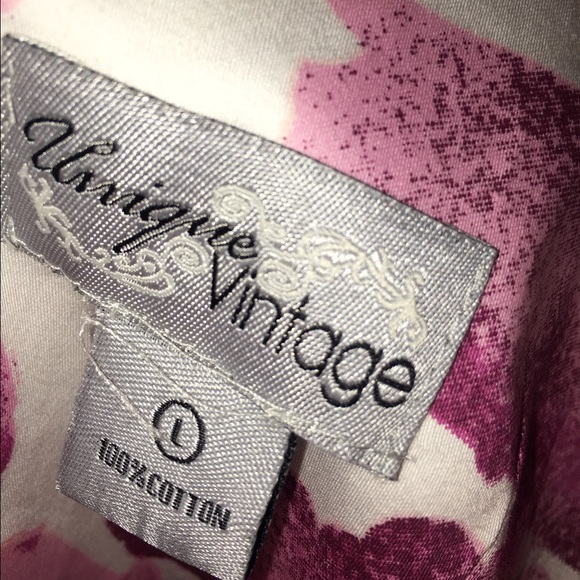 Unique
Vintage
L
100% COTTON